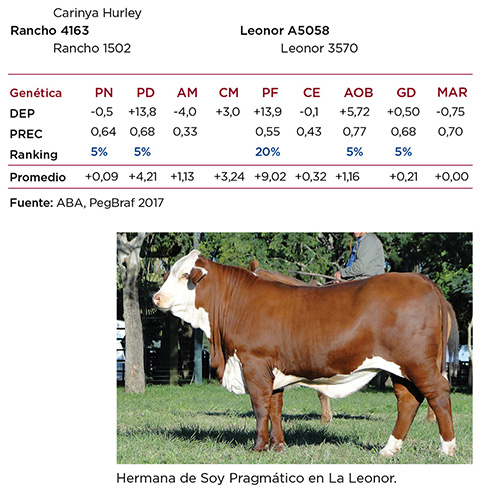 Carinya Hurley
Rancho 4163 Leonor A5058
Rancho 1502 Leonor 3570
Genética PN PD AM CM PF CE AOB GD MAR
DEP -0,5 +13,8 -4,0 +3,0 +13,9 -0,1 +5,72 +0,50 -0,75
PREC 0,64 0,68 0,33 0,55 0,43 0,77 0,68 0,70
Ranking 5% 5% 20% 5% 5%
Promedio +0,09 +4,21 +1,13 +3,24 +9,02 +0,32 +1,16 +0,21 +0,00
Fuente: ABA, PegBraf 2017
Hermana de Soy Pragmático en La Leonor.